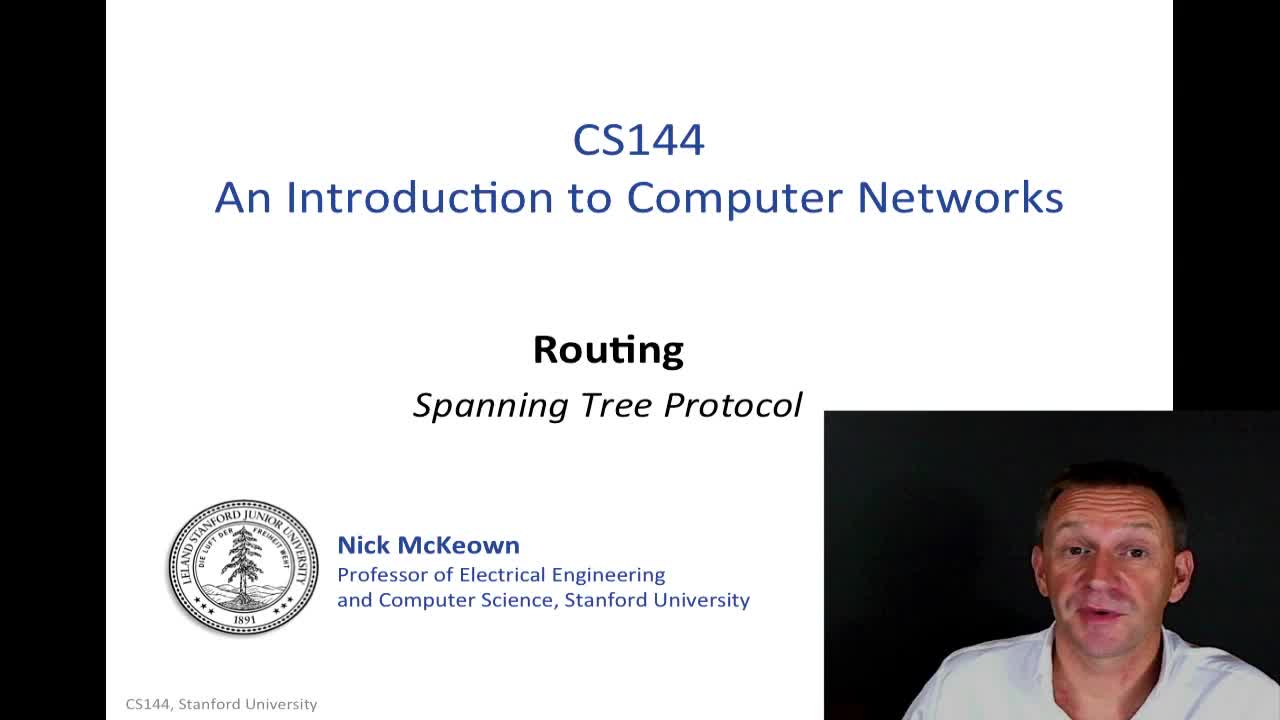 CS144
An Introduction to Computer Networks
Routing
Spanning Tree Protocol
LELAND STANFORD JUNIOR UNIVERSITY
DIE LUFT DER FREIHEIT WEHT
1891
Nick McKeown
Professor of Electrical Engineering
and Computer Science, Stanford University
CS144, Stanford University